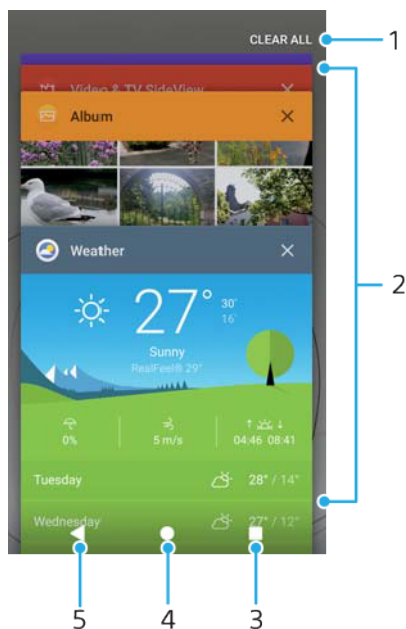 CLEAR ALL
1
Video & TV SideView
Album
2
Weather
27°
30°
16°
Sunny
RealFeel® 29°
0%
5 m/s
↑ ↓
04:46 08:41
Tuesday 28° / 14°
Wednesday 27° / 12°
5 4 3